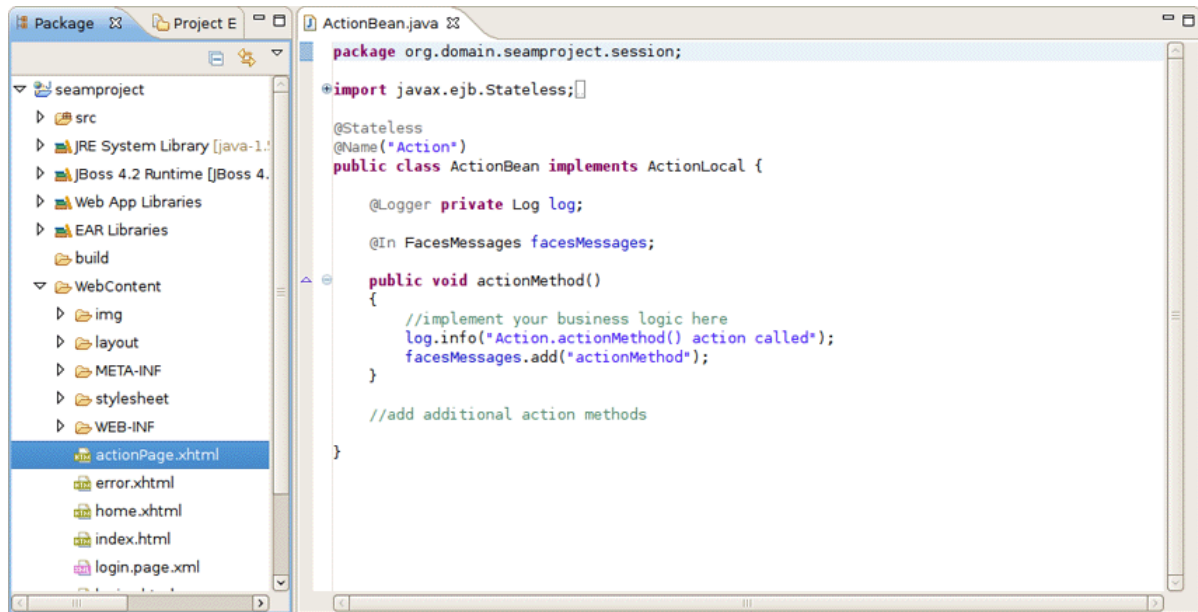 Package
Project E
seamproject
src
JRE System Library [java-1.5
JBoss 4.2 Runtime [JBoss 4.
Web App Libraries
EAR Libraries
build
WebContent
img
layout
META-INF
stylesheet
WEB-INF
actionPage.xhtml
error.xhtml
home.xhtml
index.html
login.page.xml
ActionBean.java
package org.domain.seamproject.session;
import javax.ejb.Stateless;
@Stateless
@Name("Action")
public class ActionBean implements ActionLocal {
@Logger private Log log;
@In FacesMessages facesMessages;
public void actionMethod()
{
//implement your business logic here
log.info("Action.actionMethod() action called");
facesMessages.add("actionMethod");
}
//add additional action methods
}